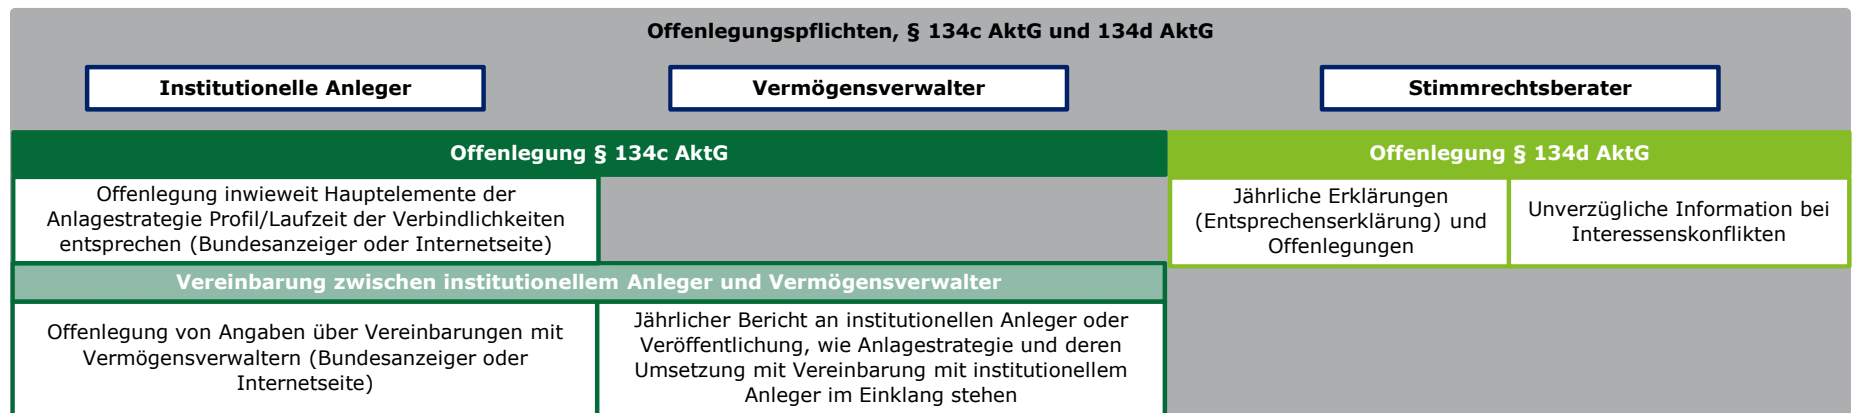 Offenlegungspflichten, § 134c AktG und 134d AktG
Institutionelle Anleger
Vermögensverwalter
Stimmrechtsberater
Offenlegung § 134c AktG
Offenlegung § 134d AktG
Offenlegung inwieweit Hauptelemente der
Anlagestrategie Profil/Laufzeit der Verbindlichkeiten
entsprechen (Bundesanzeiger oder Internetseite)
Jährliche Erklärungen
(Entsprechenserklärung) und
Offenlegungen
Unverzügliche Information bei
Interessenskonflikten
Vereinbarung zwischen institutionellem Anleger und Vermögensverwalter
Offenlegung von Angaben über Vereinbarungen mit
Vermögensverwaltern (Bundesanzeiger oder
Internetseite)
Jährlicher Bericht an institutionellen Anleger oder
Veröffentlichung, wie Anlagestrategie und deren
Umsetzung mit Vereinbarung mit institutionellem
Anleger im Einklang stehen